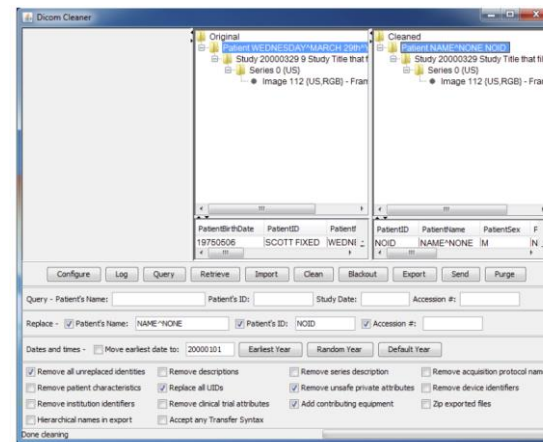 Dicom Cleaner
Original
Patient WEDNESDAY^MARCH 29th^
Study 20000329 9 Study Title that f
Series 0 {US}
Image 112 {US,RGB} - Fran
Cleaned
Patient NAME^NONE NOID
Study 20000329 Study Title that fil
Series 0 {US}
Image 112 {US,RGB} - Fram
PatientBirthDate PatientID Patient
19750506 SCOTT FIXED WEDNE
PatientID PatientName PatientSex P
NOID NAME^NONE M N
Configure Log Query Retrieve Import Clean Blackout Export Send Purge
Query - Patient's Name: Patient's ID: Study Date: Accession #:
Replace - Patient's Name: NAME^NONE Patient's ID: NOID Accession #:
Dates and times - Move earliest date to: 20000101 Earliest Year Random Year Default Year
Remove all unreplaced identities Remove descriptions Remove series description Remove acquisition protocol nam
Remove patient characteristics Replace all UIDs Remove unsafe private attributes Remove device identifiers
Remove institution identifiers Remove clinical trial attributes Add contributing equipment Zip exported files
Hierarchical names in export Accept any Transfer Syntax
Done cleaning